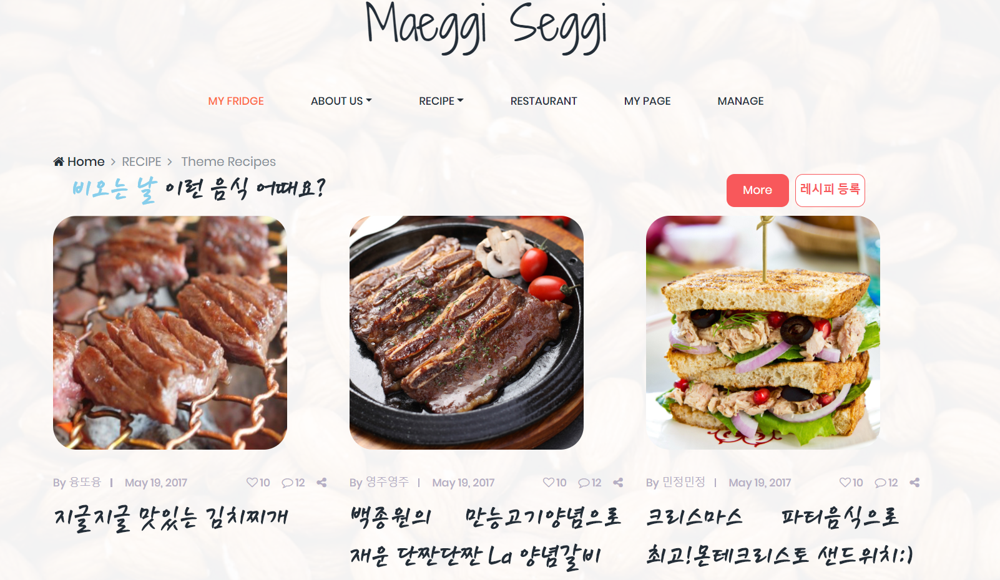 Maeggi Seggi
MY FRIDGE ABOUT US RECIPE RESTAURANT MY PAGE MANAGE
Home > RECIPE > Theme Recipes
비오는 날 이런 음식 어때요?
More 레시피 등록
By 융또융 | May 19, 2017 10 12
지글지글 맛있는 김치찌개
By 영주영주 | May 19, 2017 10 12
백종원의 만능고기양념으로
재운 단짠단짠 La 양념갈비
By 민정민정 | May 19, 2017 10 12
크리스마스 파티음식으로
최고!몬테크리스토 샌드위치:)